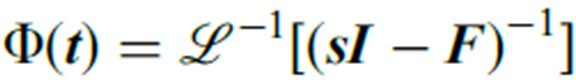 Φ(t) = ℒ⁻¹[(sI − F)⁻¹]